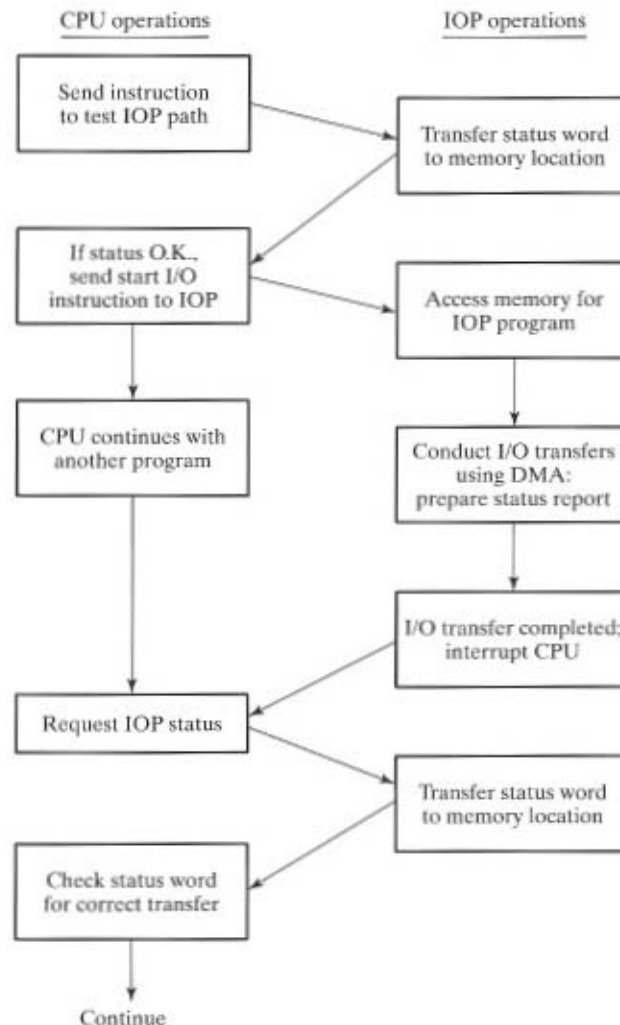 CPU operations
IOP operations
Send instruction
to test IOP path
Transfer status word
to memory location
If status O.K.,
send start I/O
instruction to IOP
Access memory for
IOP program
CPU continues with
another program
Conduct I/O transfers
using DMA:
prepare status report
I/O transfer completed;
interrupt CPU
Request IOP status
Transfer status word
to memory location
Check status word
for correct transfer
Continue